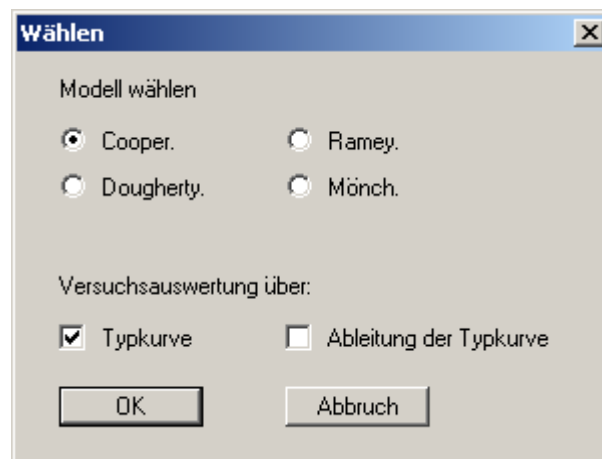 Wählen
Modell wählen
Cooper. Ramey.
Dougherty. Mönch.
Versuchsauswertung über:
Typkurve Ableitung der Typkurve
OK Abbruch